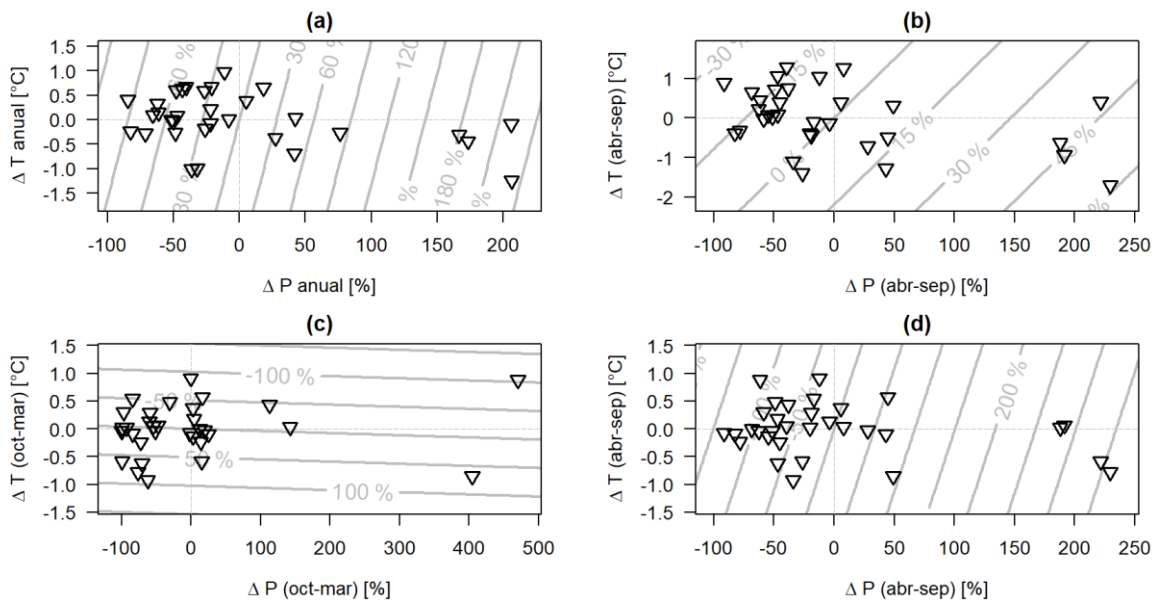 (a)
1.5
1.0
0.5
0.0
-0.5
-1.0
-1.5
Δ T anual [°C]
30
60 %
120
180 %
%
%
-100 -50 0 50 100 150 200
Δ P anual [%]
(b)
1
0
-1
-2
Δ T (abr-sep) [°C]
-30
15 %
0 %
15 %
30 %
%
-100 -50 0 50 100 150 200 250
Δ P (abr-sep) [%]
(c)
1.5
1.0
0.5
0.0
-0.5
-1.0
-1.5
Δ T (oct-mar) [°C]
-100 %
-50 %
50 %
100 %
-100 0 100 200 300 400 500
Δ P (oct-mar) [%]
(d)
1.5
1.0
0.5
0.0
-0.5
-1.0
-1.5
Δ T (abr-sep) [°C]
%
200 %
-100 -50 0 50 100 150 200 250
Δ P (abr-sep) [%]